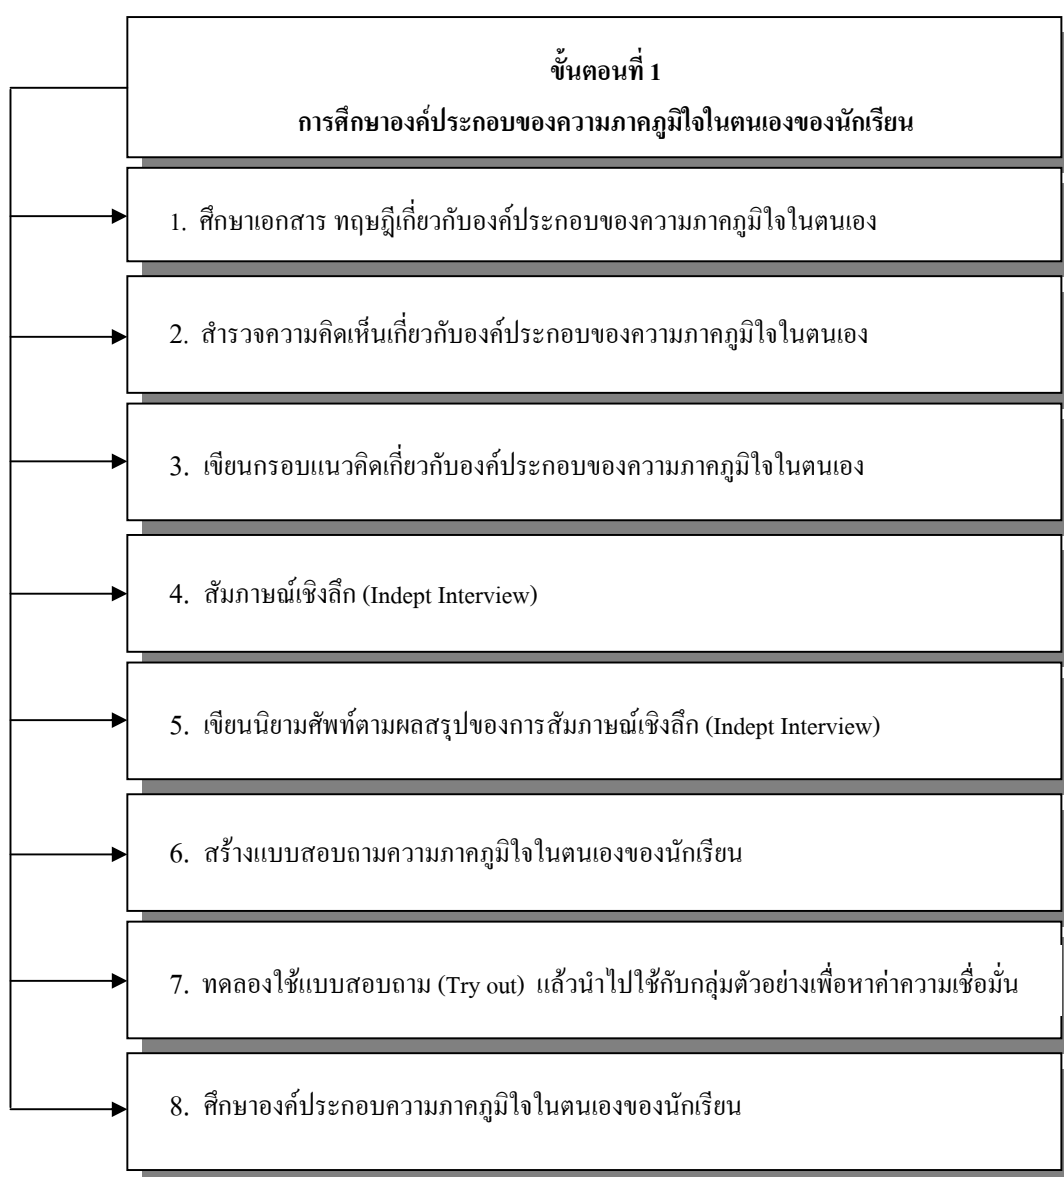 ขั้นตอนที่ 1
การศึกษาองค์ประกอบของความภาคภูมิใจในตนเองของนักเรียน
1. ศึกษาเอกสาร ทฤษฎีเกี่ยวกับองค์ประกอบของความภาคภูมิใจในตนเอง
2. สำรวจความคิดเห็นเกี่ยวกับองค์ประกอบของความภาคภูมิใจในตนเอง
3. เขียนกรอบแนวคิดเกี่ยวกับองค์ประกอบของความภาคภูมิใจในตนเอง
4. สัมภาษณ์เชิงลึก (Indept Interview)
5. เขียนนิยามศัพท์ตามผลสรุปของการสัมภาษณ์เชิงลึก (Indept Interview)
6. สร้างแบบสอบถามความภาคภูมิใจในตนเองของนักเรียน
7. ทดลองใช้แบบสอบถาม (Try out) แล้วนำไปใช้กับกลุ่มตัวอย่างเพื่อหาค่าความเชื่อมั่น
8. ศึกษาองค์ประกอบความภาคภูมิใจในตนเองของนักเรียน